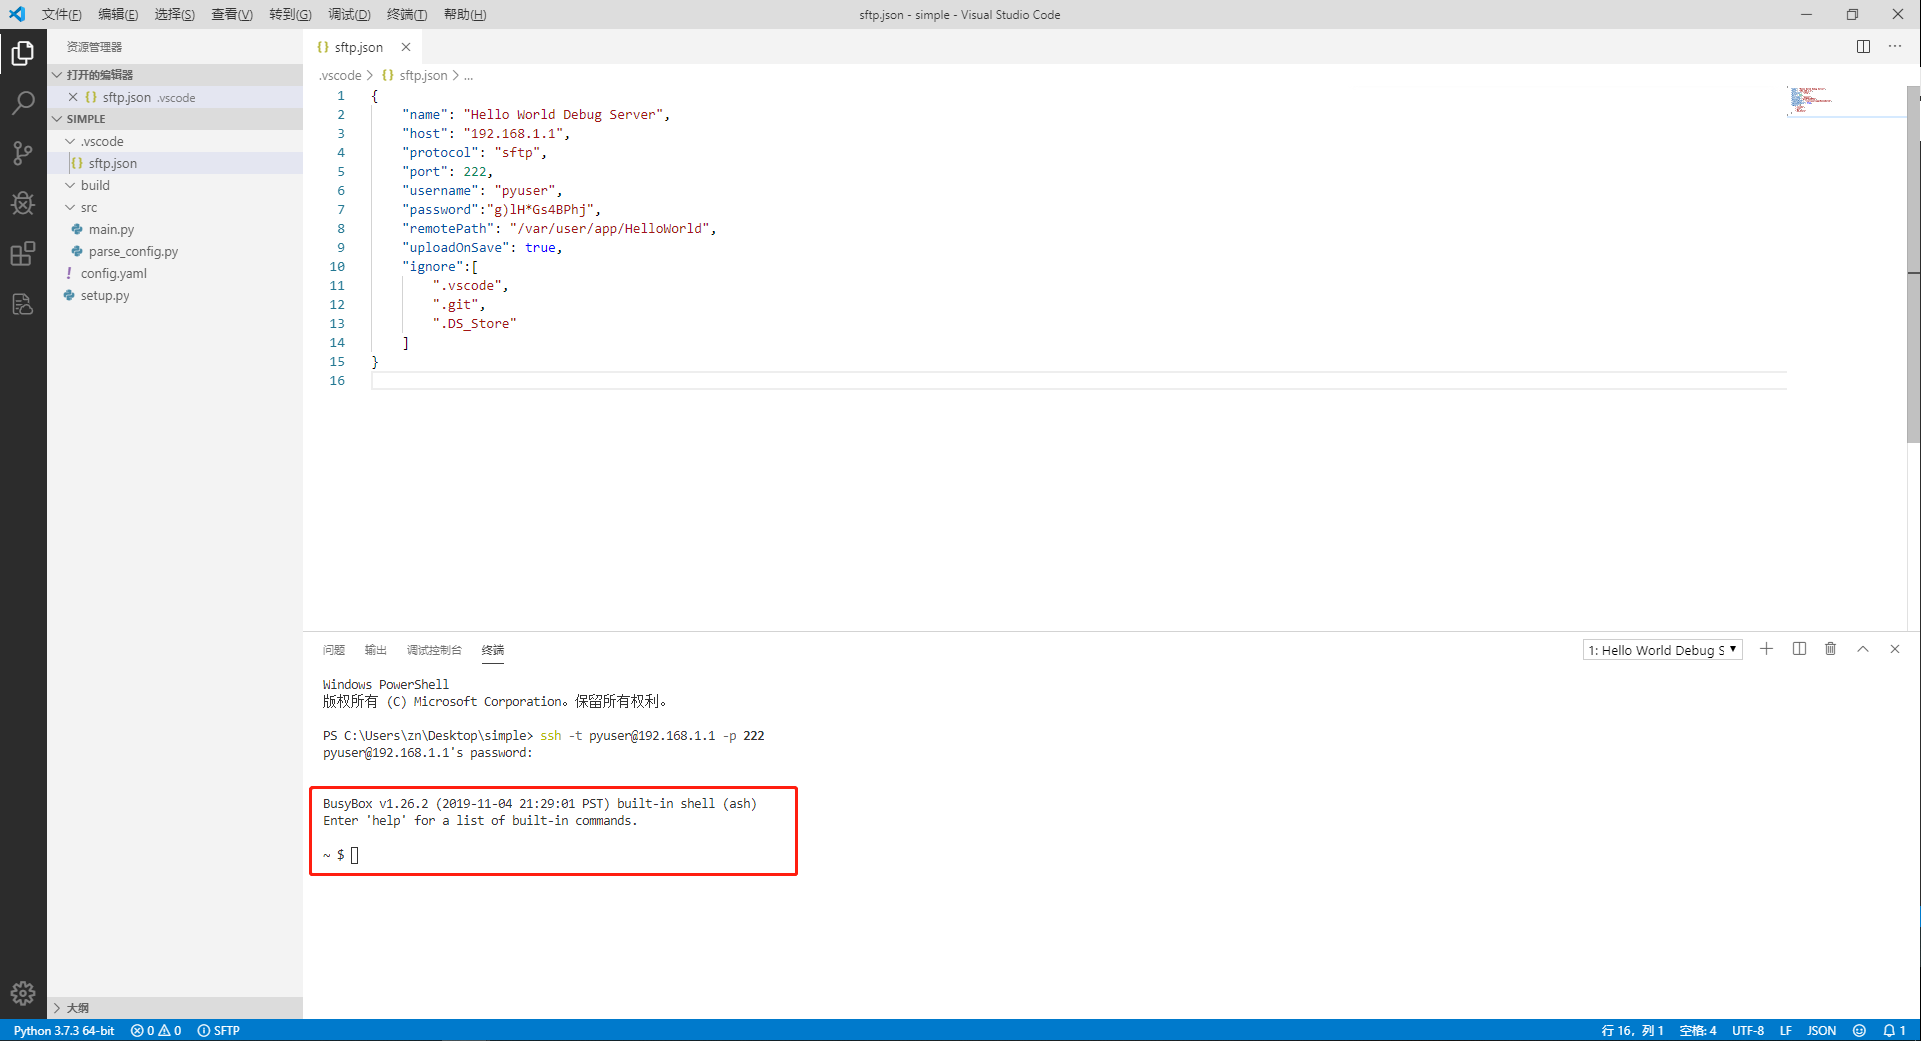 文件(F) 编辑(E) 选择(S) 查看(V) 转到(G) 调试(D) 终端(T) 帮助(H) sftp.json - simple - Visual Studio Code
资源管理器
打开的编辑器
sftp.json .vscode
SIMPLE
.vscode
sftp.json
build
src
main.py
parse_config.py
config.yaml
setup.py
大纲
sftp.json
.vscode > sftp.json > ...
1 {
2 "name": "Hello World Debug Server",
3 "host": "192.168.1.1",
4 "protocol": "sftp",
5 "port": 222,
6 "username": "pyuser",
7 "password":"g)lH*Gs4BPhj",
8 "remotePath": "/var/user/app/HelloWorld",
9 "uploadOnSave": true,
10 "ignore":[
11 ".vscode",
12 ".git",
13 ".DS_Store"
14 ]
15 }
16
问题 输出 调试控制台 终端 1: Hello World Debug S
Windows PowerShell
版权所有 (C) Microsoft Corporation。保留所有权利。
PS C:\Users\zn\Desktop\simple> ssh -t pyuser@192.168.1.1 -p 222
pyuser@192.168.1.1's password:
BusyBox v1.26.2 (2019-11-04 21:29:01 PST) built-in shell (ash)
Enter 'help' for a list of built-in commands.
~ $
Python 3.7.3 64-bit 0 0 SFTP 行 16，列 1 空格: 4 UTF-8 LF JSON 1